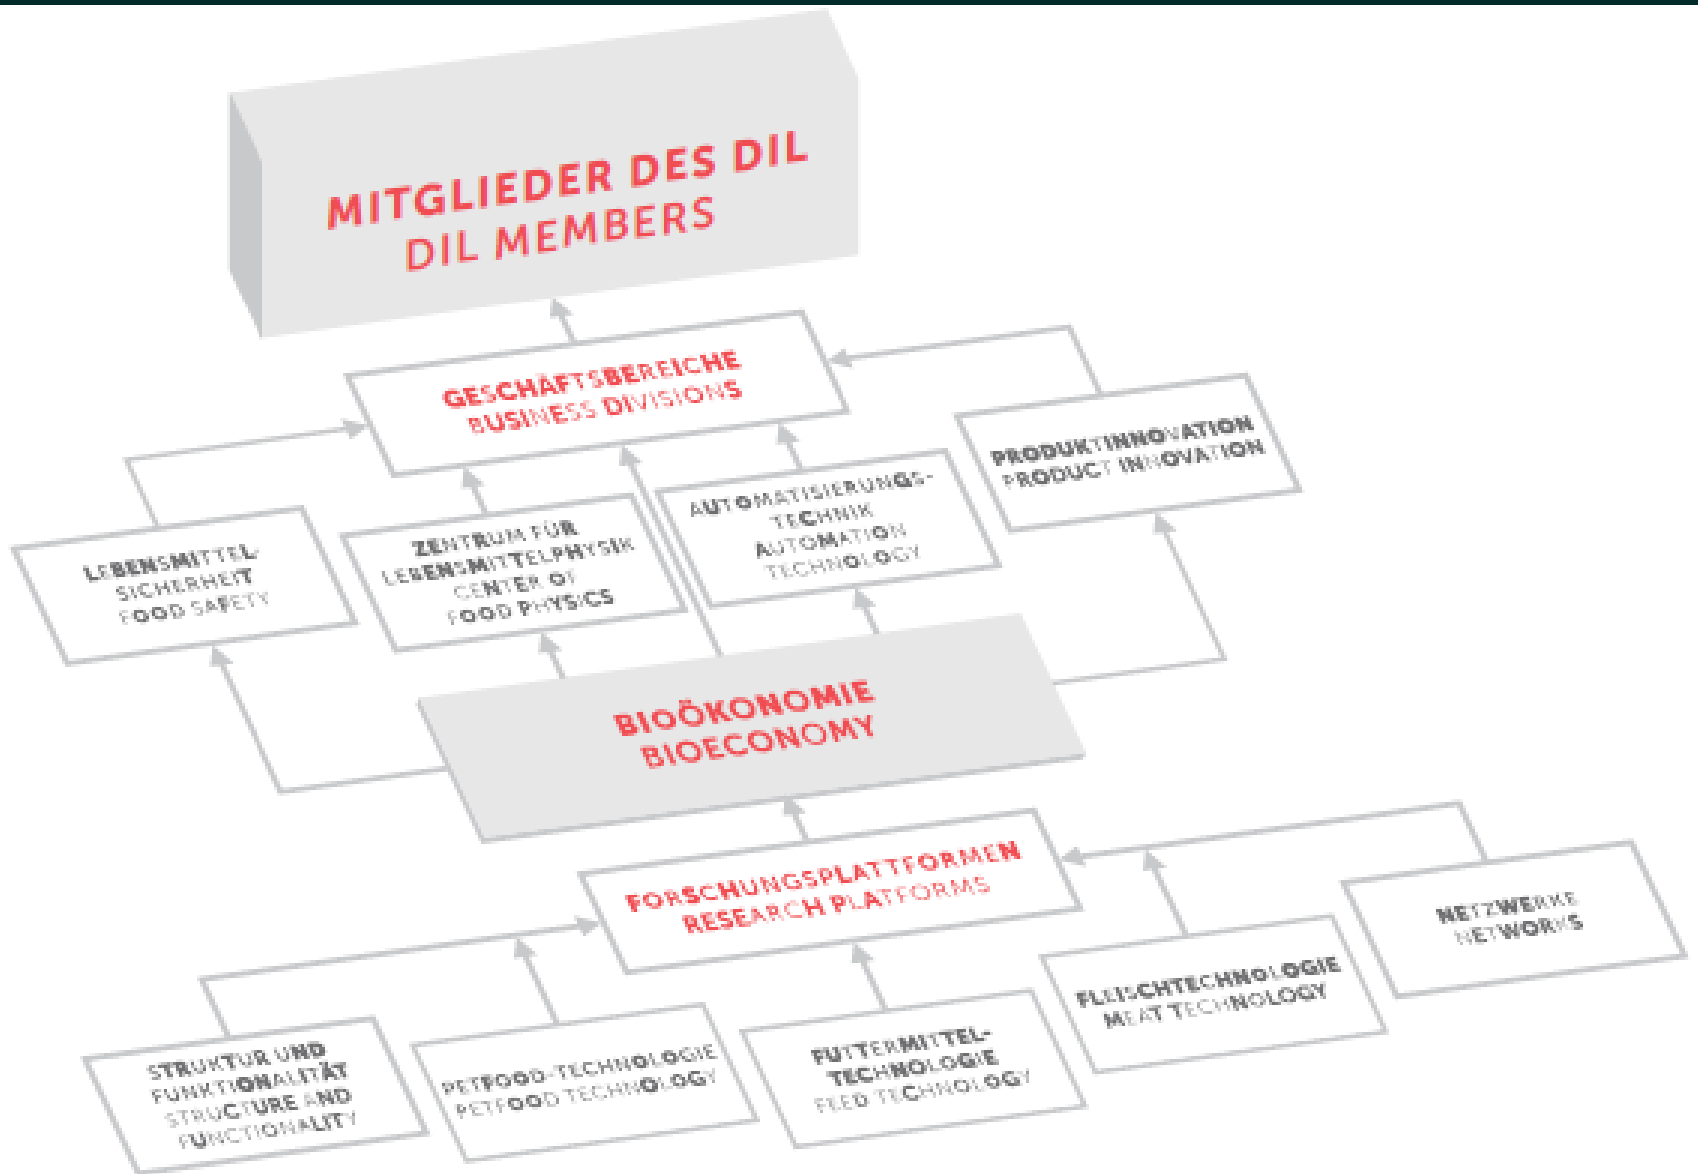 MITGLIEDER DES DIL
DIL MEMBERS
GESCHÄFTSBEREICHE
BUSINESS DIVISIONS
PRODUKTINNOVATION
PRODUCT INNOVATION
AUTOMATISIERUNGS-
TECHNIK
AUTOMATION
TECHNOLOGY
ZENTRUM FÜR
LEBENSMITTELPHYSIK
CENTER OF
FOOD PHYSICS
LEBENSMITTEL-
SICHERHEIT
FOOD SAFETY
BIOÖKONOMIE
BIOECONOMY
FORSCHUNGSPLATTFORMEN
RESEARCH PLATFORMS
NETZWERKE
NETWORKS
FLEISCHTECHNOLOGIE
MEAT TECHNOLOGY
FUTTERMITTEL-
TECHNOLOGIE
FEED TECHNOLOGY
PETFOOD-TECHNOLOGIE
PETFOOD TECHNOLOGY
STRUKTUR UND
FUNKTIONALITÄT
STRUCTURE AND
FUNCTIONALITY